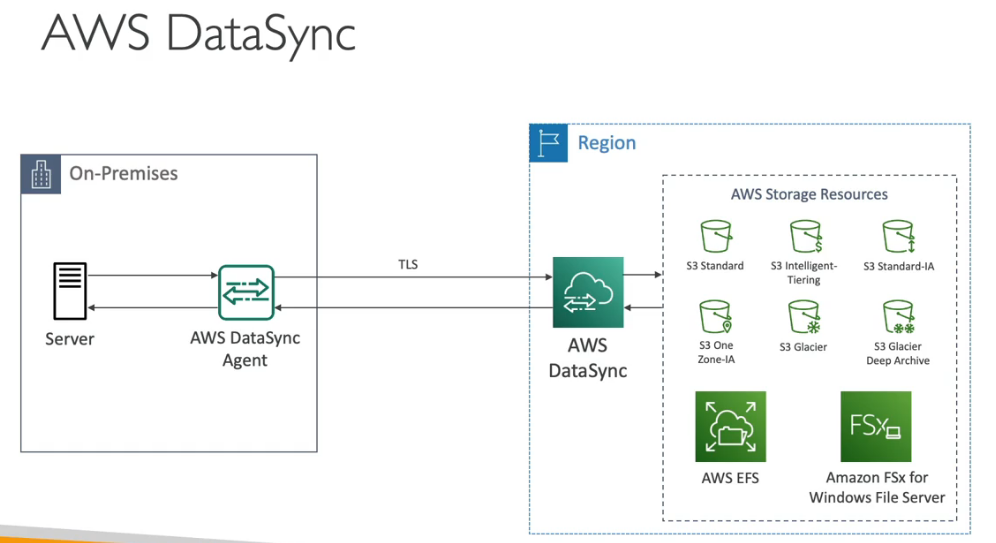 AWS DataSync
Region
On-Premises
AWS Storage Resources
S3 Standard
S3 Intelligent-
Tiering
S3 Standard-IA
TLS
Server
AWS DataSync
Agent
AWS
DataSync
S3 One
Zone-IA
S3 Glacier
S3 Glacier
Deep Archive
FSx
AWS EFS
Amazon FSx for
Windows File Server